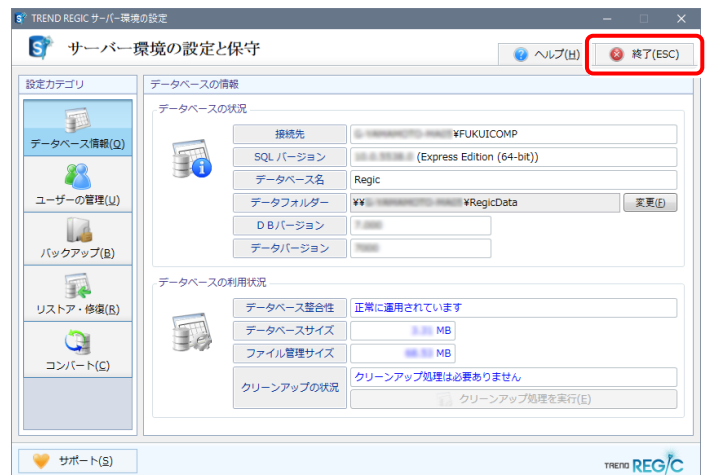 TREND REGIC サーバー環境の設定
サーバー環境の設定と保守
ヘルプ(H)
終了(ESC)
設定カテゴリ
データベース情報(Q)
ユーザーの管理(U)
バックアップ(B)
リストア・修復(R)
コンバート(C)
データベースの情報
データベースの状況
接続先
¥FUKUICOMP
SQL バージョン
(Express Edition (64-bit))
データベース名
Regic
データフォルダー
¥¥ ¥RegicData
変更(F)
DBバージョン
データバージョン
データベースの利用状況
データベース整合性
正常に運用されています
データベースサイズ
MB
ファイル管理サイズ
MB
クリーンアップの状況
クリーンアップ処理は必要ありません
クリーンアップ処理を実行(E)
サポート(S)
TREND REGIC